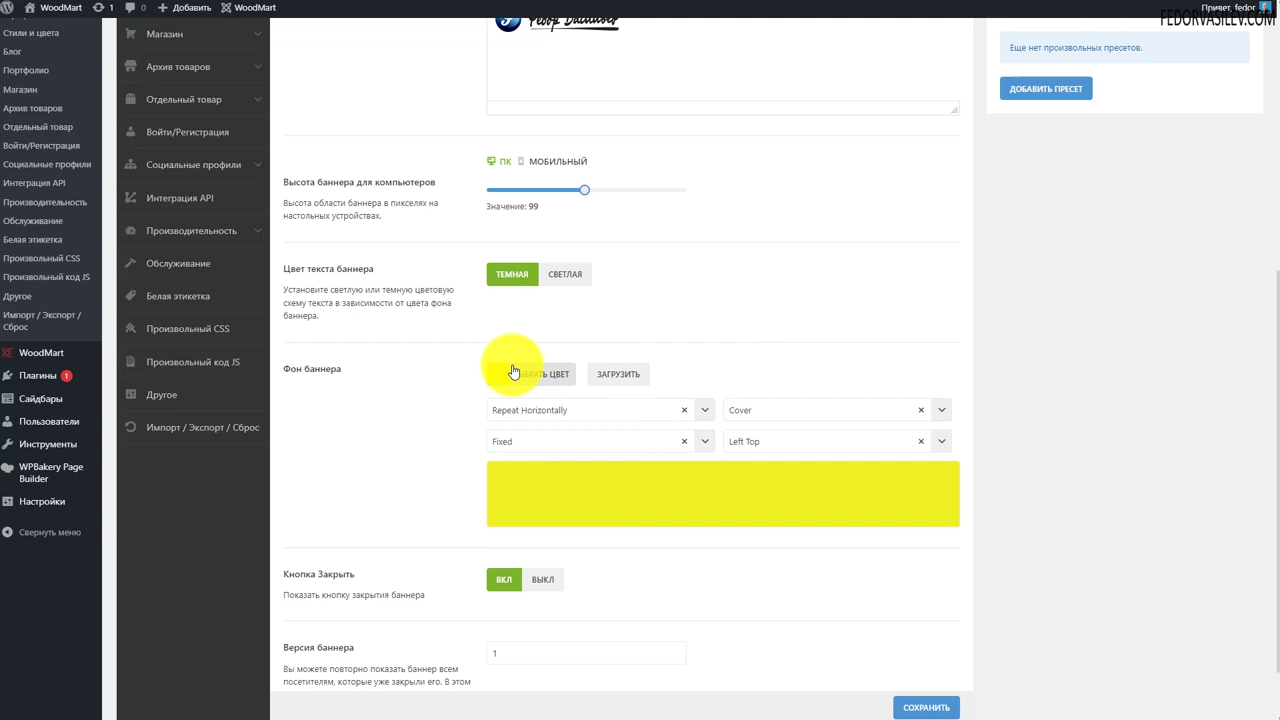 WoodMart
1
0
Добавить
WoodMart
Привет, fedor
FEDORVASILEV.COM
Стили и цвета
Блог
Портфолио
Магазин
Архив товаров
Отдельный товар
Войти/Регистрация
Социальные профили
Интеграция API
Производительность
Обслуживание
Белая этикетка
Произвольный CSS
Произвольный код JS
Другое
Импорт / Экспорт /
Сброс
WoodMart
Плагины 1
Сайдбары
Пользователи
Инструменты
WPBakery Page
Builder
Настройки
Свернуть меню
Магазин
Архив товаров
Отдельный товар
Войти/Регистрация
Социальные профили
Интеграция API
Производительность
Обслуживание
Белая этикетка
Произвольный CSS
Произвольный код JS
Другое
Импорт / Экспорт / Сброс
ПК МОБИЛЬНЫЙ
Высота баннера для компьютеров
Высота области баннера в пикселях на
настольных устройствах.
Значение: 99
Цвет текста баннера
Установите светлую или темную цветовую
схему текста в зависимости от цвета фона
баннера.
ТЕМНАЯ СВЕТЛАЯ
Фон баннера
БРАТЬ ЦВЕТ ЗАГРУЗИТЬ
Repeat Horizontally × Cover ×
Fixed × Left Top ×
Кнопка Закрыть
Показать кнопку закрытия баннера
ВКЛ ВЫКЛ
Версия баннера
1
Вы можете повторно показать баннер всем
посетителям, которые уже закрыли его. В этом
СОХРАНИТЬ
Еще нет произвольных пресетов.
ДОБАВИТЬ ПРЕСЕТ